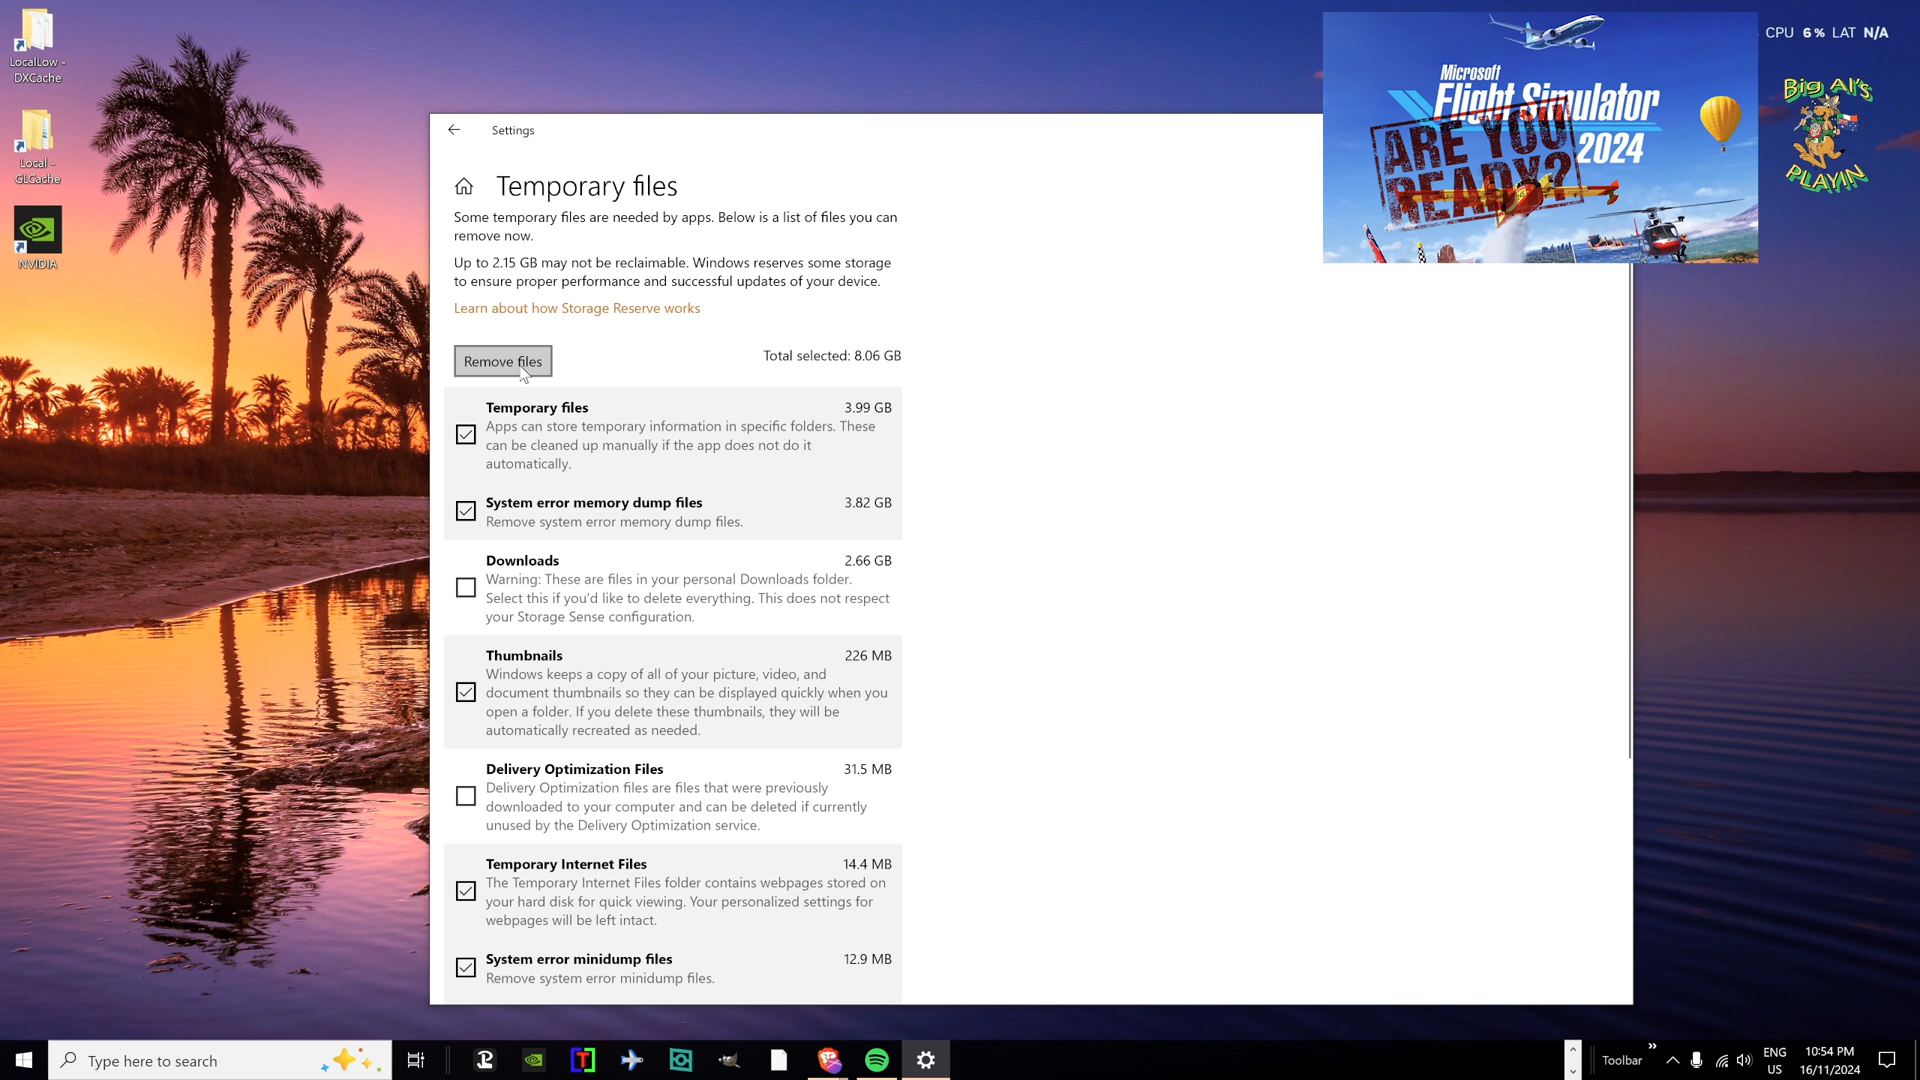 LocalLow -
DXCache
Local -
GLCache
NVIDIA
Settings
Temporary files
Some temporary files are needed by apps. Below is a list of files you can
remove now.
Up to 2.15 GB may not be reclaimable. Windows reserves some storage
to ensure proper performance and successful updates of your device.
Learn about how Storage Reserve works
Remove files
Total selected: 8.06 GB
Temporary files 3.99 GB
Apps can store temporary information in specific folders. These
can be cleaned up manually if the app does not do it
automatically.
System error memory dump files 3.82 GB
Remove system error memory dump files.
Downloads 2.66 GB
Warning: These are files in your personal Downloads folder.
Select this if you'd like to delete everything. This does not respect
your Storage Sense configuration.
Thumbnails 226 MB
Windows keeps a copy of all of your picture, video, and
document thumbnails so they can be displayed quickly when you
open a folder. If you delete these thumbnails, they will be
automatically recreated as needed.
Delivery Optimization Files 31.5 MB
Delivery Optimization files are files that were previously
downloaded to your computer and can be deleted if currently
unused by the Delivery Optimization service.
Temporary Internet Files 14.4 MB
The Temporary Internet Files folder contains webpages stored on
your hard disk for quick viewing. Your personalized settings for
webpages will be left intact.
System error minidump files 12.9 MB
Remove system error minidump files.
Microsoft
Flight Simulator
2024
ARE YOU
READY?
CPU 6% LAT N/A
Big Al's
PLAYIN
Type here to search
Toolbar
ENG
US
10:54 PM
16/11/2024